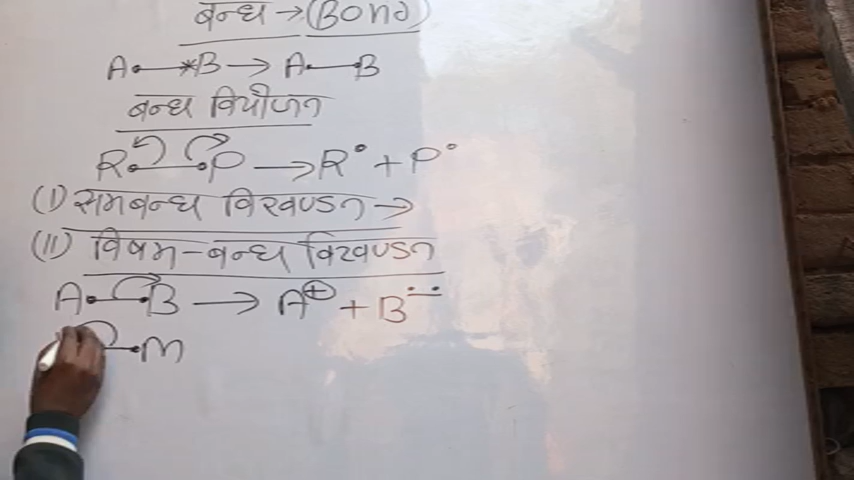 बन्ध → (Bond)
A•—*B → A—B
बन्ध वियोजन
R•—•P → R• + P•
(I) समबन्ध विखण्डन →
(II) विषम-बन्ध विखण्डन
A•—•B → A⊕ + B:⁻
•M